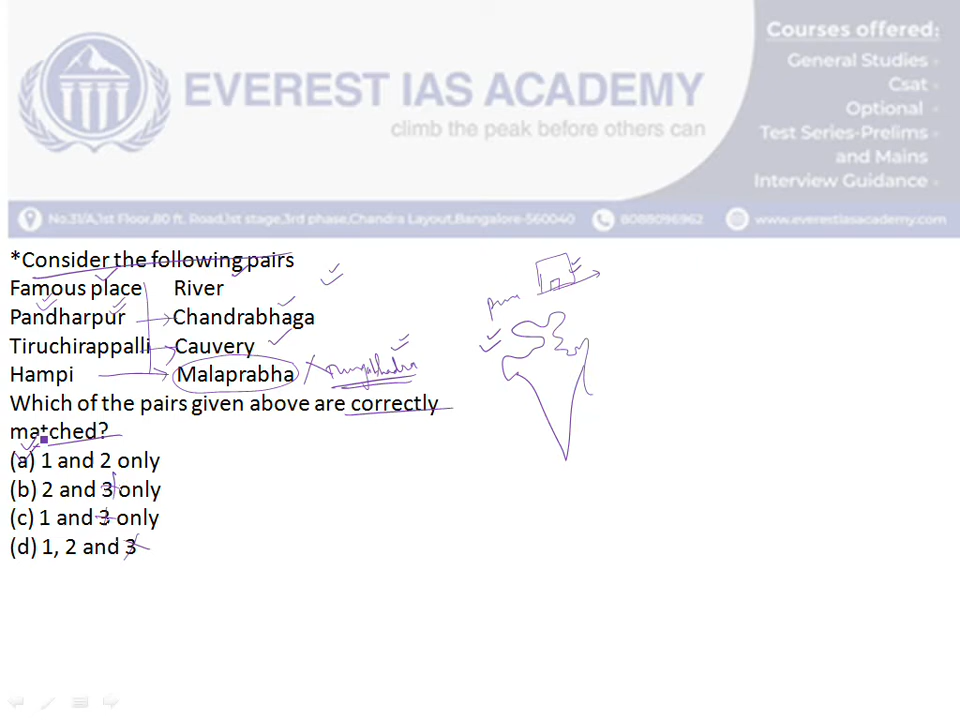 EVEREST IAS ACADEMY
climb the peak before others can
Courses offered:
General Studies
Csat
Optional
Test Series-Prelims
and Mains
Interview Guidance
No.31/A,1st Floor,80 ft. Road,1st stage,3rd phase,Chandra Layout,Bangalore-560040 8088096962 www.everestiasacademy.com
*Consider the following pairs
Famous place River
Pandharpur Chandrabhaga
Tiruchirappalli Cauvery
Hampi Malaprabha Tungabhadra
Which of the pairs given above are correctly
matched?
(a) 1 and 2 only
(b) 2 and 3 only
(c) 1 and 3 only
(d) 1, 2 and 3